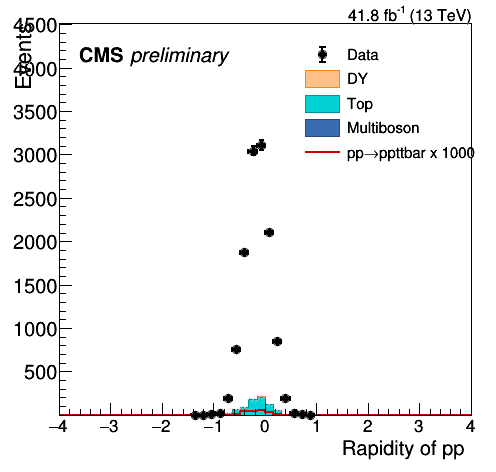 41.8 fb⁻¹ (13 TeV)
CMS preliminary
Events
4500
4000
3500
3000
2500
2000
1500
1000
500
Data
DY
Top
Multiboson
pp→ppttbar x 1000
−4 −3 −2 −1 0 1 2 3 4
Rapidity of pp